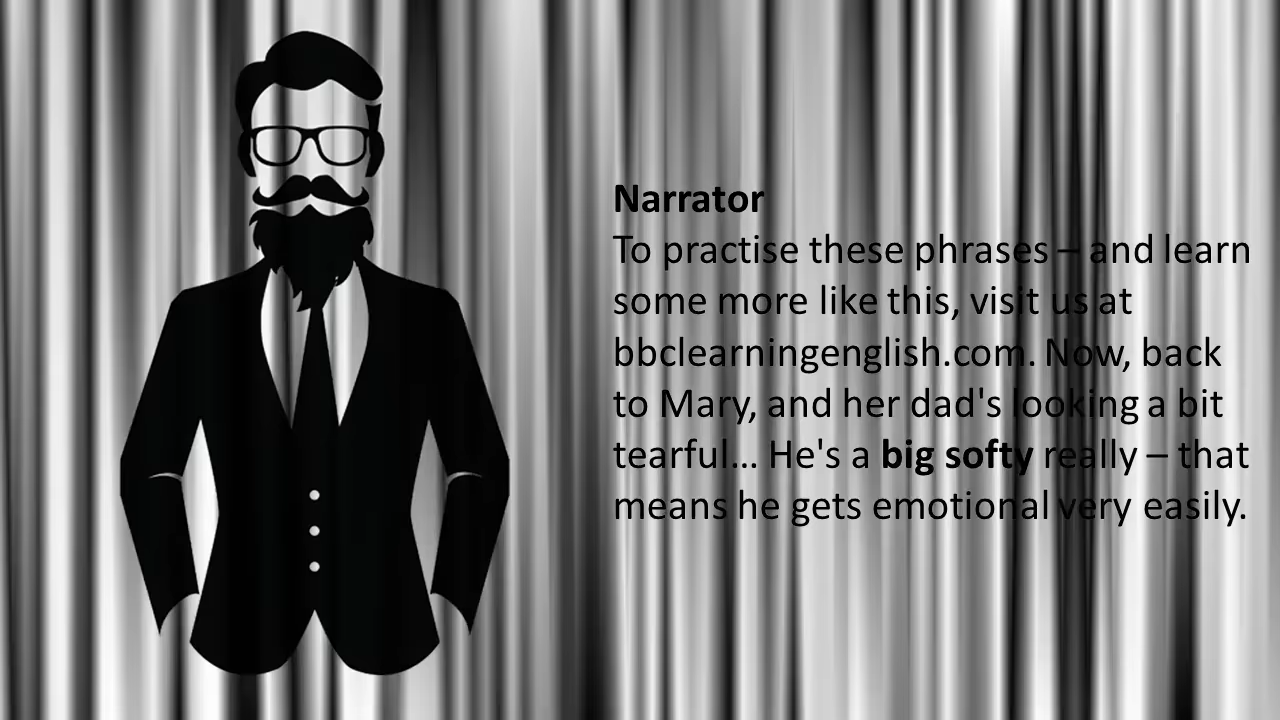 Narrator
To practise these phrases – and learn
some more like this, visit us at
bbclearningenglish.com. Now, back
to Mary, and her dad's looking a bit
tearful… He's a big softy really – that
means he gets emotional very easily.